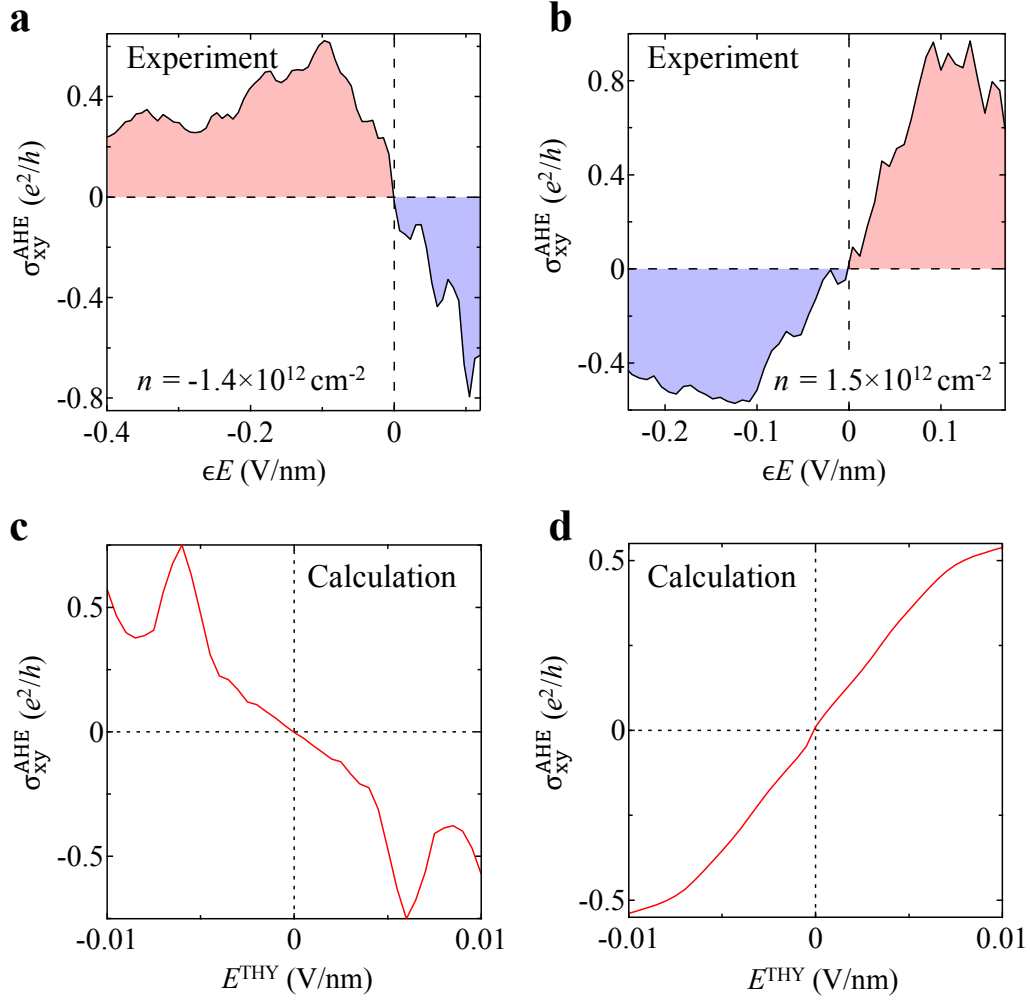 a
Experiment
0.4
0
-0.4
-0.8
σxyAHE (e2/h)
n = -1.4×1012 cm-2
-0.4
-0.2
0
ϵE (V/nm)
b
Experiment
0.8
0.4
0
-0.4
σxyAHE (e2/h)
n = 1.5×1012 cm-2
-0.2
-0.1
0
0.1
ϵE (V/nm)
c
Calculation
0.5
0
-0.5
σxyAHE (e2/h)
-0.01
0
0.01
ETHY (V/nm)
d
Calculation
0.5
0
-0.5
σxyAHE (e2/h)
-0.01
0
0.01
ETHY (V/nm)